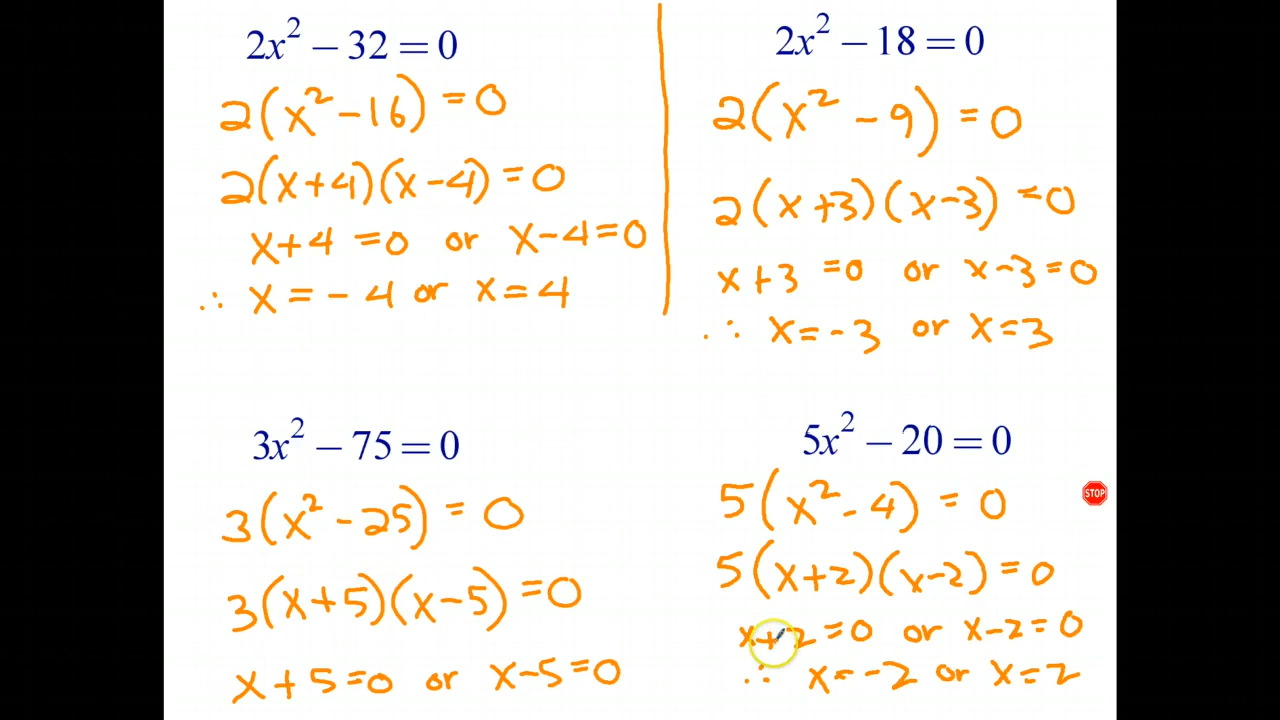 2x² − 32 = 0
2(x² − 16) = 0
2(x+4)(x−4) = 0
x+4 = 0 or x−4 = 0
∴ x = −4 or x = 4
2x² − 18 = 0
2(x² − 9) = 0
2(x+3)(x−3) = 0
x+3 = 0 or x−3 = 0
∴ x = −3 or x = 3
3x² − 75 = 0
3(x² − 25) = 0
3(x+5)(x−5) = 0
x+5 = 0 or x−5 = 0
5x² − 20 = 0
5(x² − 4) = 0
STOP
5(x+2)(x−2) = 0
x+2 = 0 or x−2 = 0
∴ x = −2 or x = 2